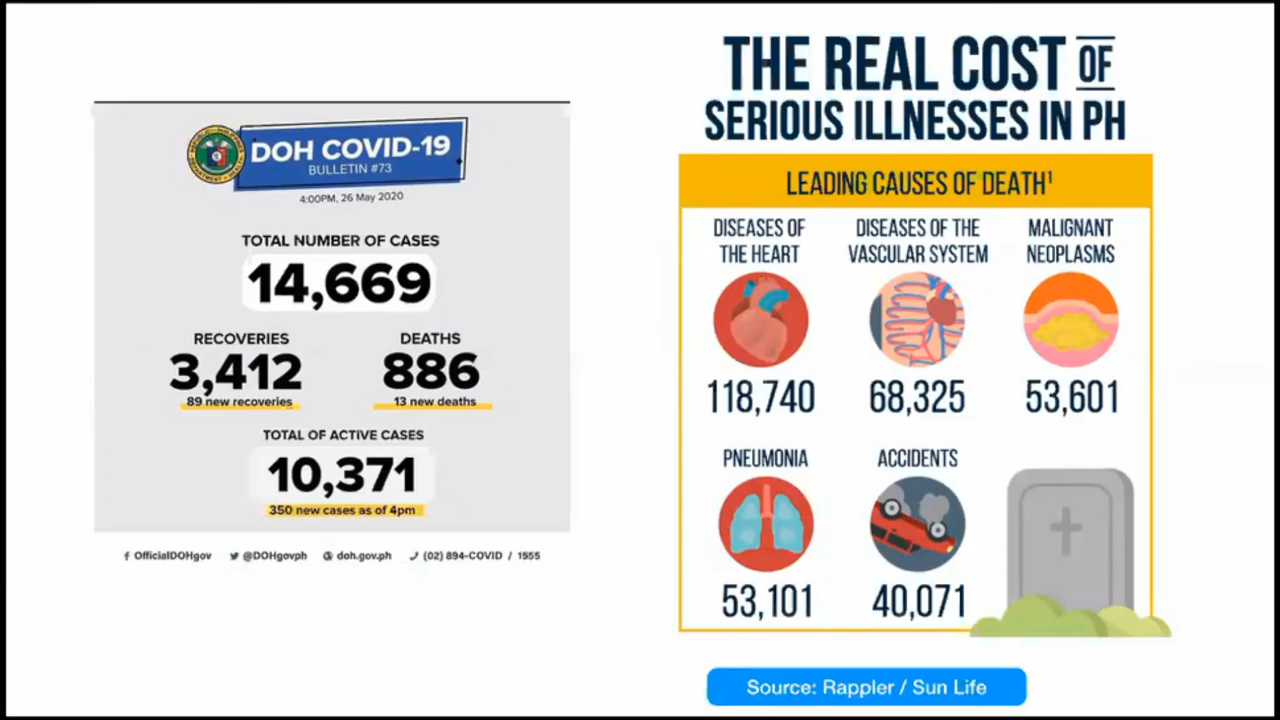 DOH COVID-19
BULLETIN #73
4:00PM, 26 May 2020
TOTAL NUMBER OF CASES
14,669
RECOVERIES
3,412
89 new recoveries
DEATHS
886
13 new deaths
TOTAL OF ACTIVE CASES
10,371
350 new cases as of 4pm
OfficialDOHgov @DOHgovph doh.gov.ph (02) 894-COVID / 1555
THE REAL COST OF
SERIOUS ILLNESSES IN PH
LEADING CAUSES OF DEATH¹
DISEASES OF
THE HEART
118,740
DISEASES OF THE
VASCULAR SYSTEM
68,325
MALIGNANT
NEOPLASMS
53,601
PNEUMONIA
53,101
ACCIDENTS
40,071
Source: Rappler / Sun Life